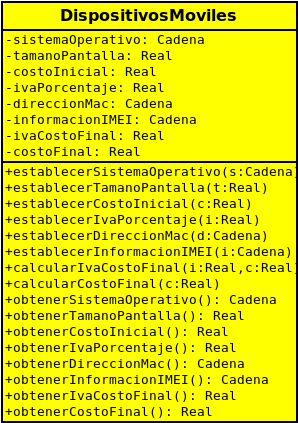 DispositivosMoviles
-sistemaOperativo: Cadena
-tamanoPantalla: Real
-costoInicial: Real
-ivaPorcentaje: Real
-direccionMac: Cadena
-informacionIMEI: Cadena
-ivaCostoFinal: Real
-costoFinal: Real
+establecerSistemaOperativo(s:Cadena)
+establecerTamanoPantalla(t:Real)
+establecerCostoInicial(c:Real)
+establecerIvaPorcentaje(i:Real)
+establecerDireccionMac(d:Cadena)
+establecerInformacionIMEI(i:Cadena)
+calcularIvaCostoFinal(i:Real,c:Real)
+calcularCostoFinal(c:Real)
+obtenerSistemaOperativo(): Cadena
+obtenerTamanoPantalla(): Real
+obtenerCostoInicial(): Real
+obtenerIvaPorcentaje(): Real
+obtenerDireccionMac(): Cadena
+obtenerInformacionIMEI(): Cadena
+obtenerIvaCostoFinal(): Real
+obtenerCostoFinal(): Real